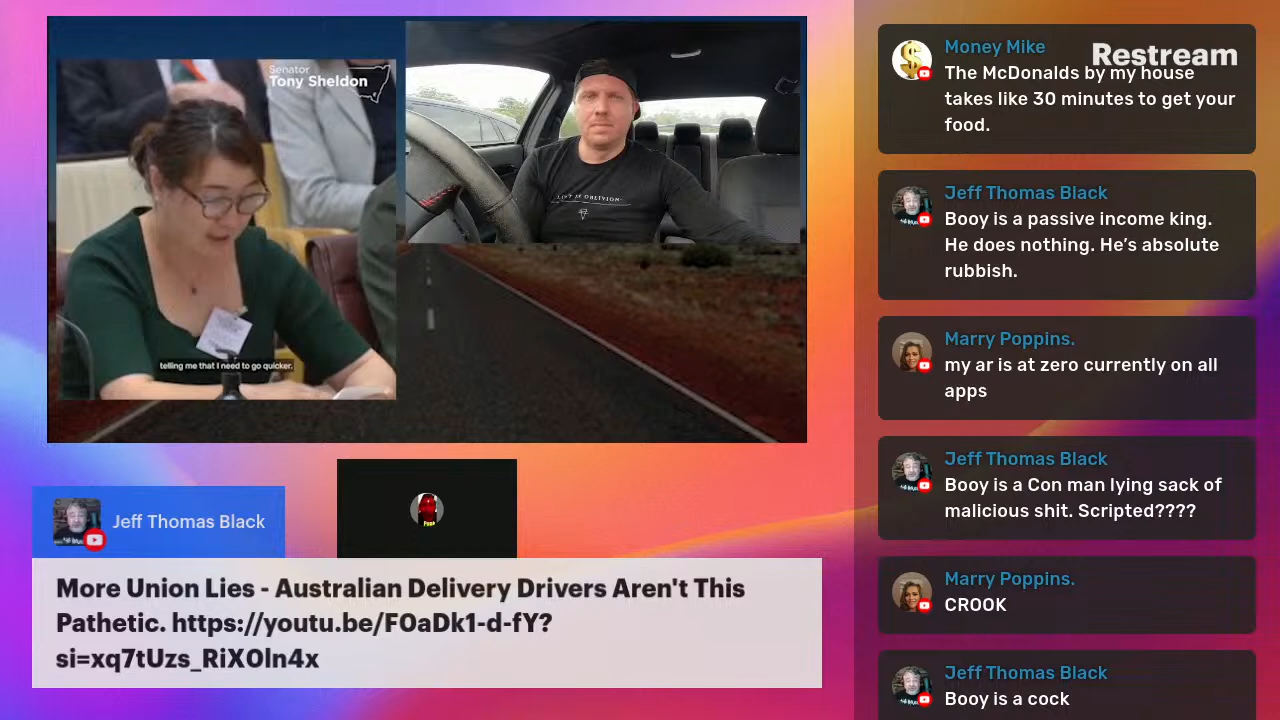 Senator
Tony Sheldon
LOST IN OBLIVION
telling me that I need to go quicker.
Jeff Thomas Black
More Union Lies - Australian Delivery Drivers Aren't This
Pathetic. https://youtu.be/FOaDk1-d-fY?
si=xq7tUzs_RiXOln4x
Restream
Money Mike
The McDonalds by my house
takes like 30 minutes to get your
food.
Jeff Thomas Black
Booy is a passive income king.
He does nothing. He’s absolute
rubbish.
Marry Poppins.
my ar is at zero currently on all
apps
Jeff Thomas Black
Booy is a Con man lying sack of
malicious shit. Scripted????
Marry Poppins.
CROOK
Jeff Thomas Black
Booy is a cock